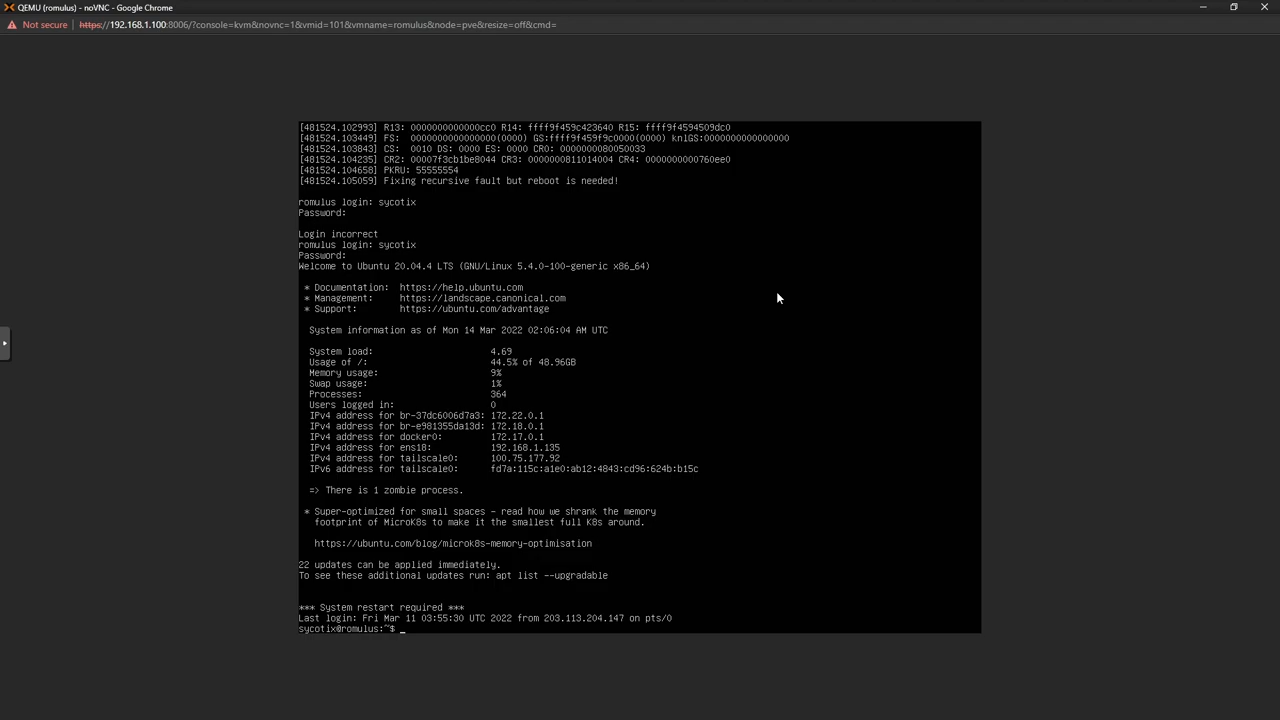 QEMU (romulus) - noVNC - Google Chrome
Not secure | https://192.168.1.100:8006/?console=kvm&novnc=1&vmid=101&vmname=romulus&node=pve&resize=off&cmd=
[481524.102993] R13: 0000000000000cc0 R14: ffff9f459c423640 R15: ffff9f4594509dc0
[481524.103449] FS:  0000000000000000(0000) GS:ffff9f459f9c0000(0000) knlGS:0000000000000000
[481524.103843] CS:  0010 DS: 0000 ES: 0000 CR0: 0000000080050033
[481524.104235] CR2: 00007f3cb1be8044 CR3: 0000000811014004 CR4: 0000000000760ee0
[481524.104658] PKRU: 55555554
[481524.105059] Fixing recursive fault but reboot is needed!
romulus login: sycotix
Password:
Login incorrect
romulus login: sycotix
Password:
Welcome to Ubuntu 20.04.4 LTS (GNU/Linux 5.4.0-100-generic x86_64)
* Documentation:  https://help.ubuntu.com
* Management:     https://landscape.canonical.com
* Support:        https://ubuntu.com/advantage
System information as of Mon 14 Mar 2022 02:06:04 AM UTC
System load:                      4.69
Usage of /:                       44.5% of 48.96GB
Memory usage:                     9%
Swap usage:                       1%
Processes:                        364
Users logged in:                  0
IPv4 address for br-37dc6006d7a3: 172.22.0.1
IPv4 address for br-e981355da13d: 172.18.0.1
IPv4 address for docker0:         172.17.0.1
IPv4 address for ens18:           192.168.1.135
IPv4 address for tailscale0:      100.75.177.92
IPv6 address for tailscale0:      fd7a:115c:a1e0:ab12:4843:cd96:624b:b15c
=> There is 1 zombie process.
* Super-optimized for small spaces - read how we shrank the memory
footprint of MicroK8s to make it the smallest full K8s around.
https://ubuntu.com/blog/microk8s-memory-optimisation
22 updates can be applied immediately.
To see these additional updates run: apt list --upgradable
*** System restart required ***
Last login: Fri Mar 11 03:55:30 UTC 2022 from 203.113.204.147 on pts/0
sycotix@romulus:~$ _